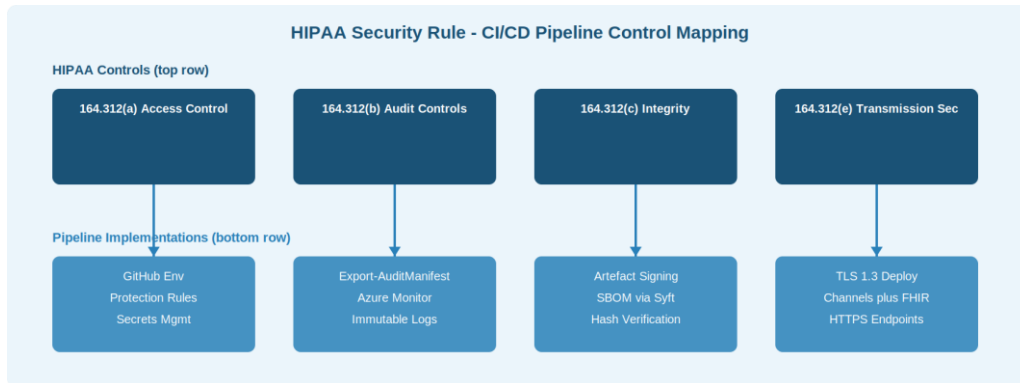 HIPAA Security Rule - CI/CD Pipeline Control Mapping
HIPAA Controls (top row)
164.312(a) Access Control
164.312(b) Audit Controls
164.312(c) Integrity
164.312(e) Transmission Sec
Pipeline Implementations (bottom row)
GitHub Env
Protection Rules
Secrets Mgmt
Export-AuditManifest
Azure Monitor
Immutable Logs
Artefact Signing
SBOM via Syft
Hash Verification
TLS 1.3 Deploy
Channels plus FHIR
HTTPS Endpoints